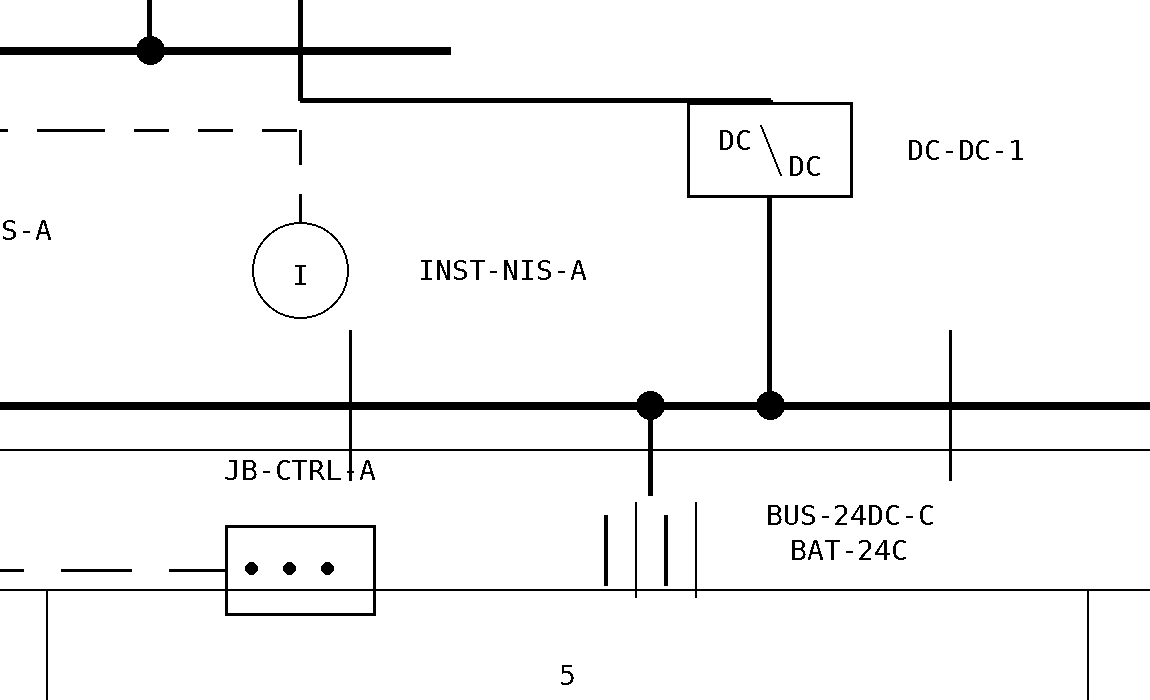 DC
DC
DC-DC-1
S-A
I
INST-NIS-A
JB-CTRL-A
BUS-24DC-C
BAT-24C
5